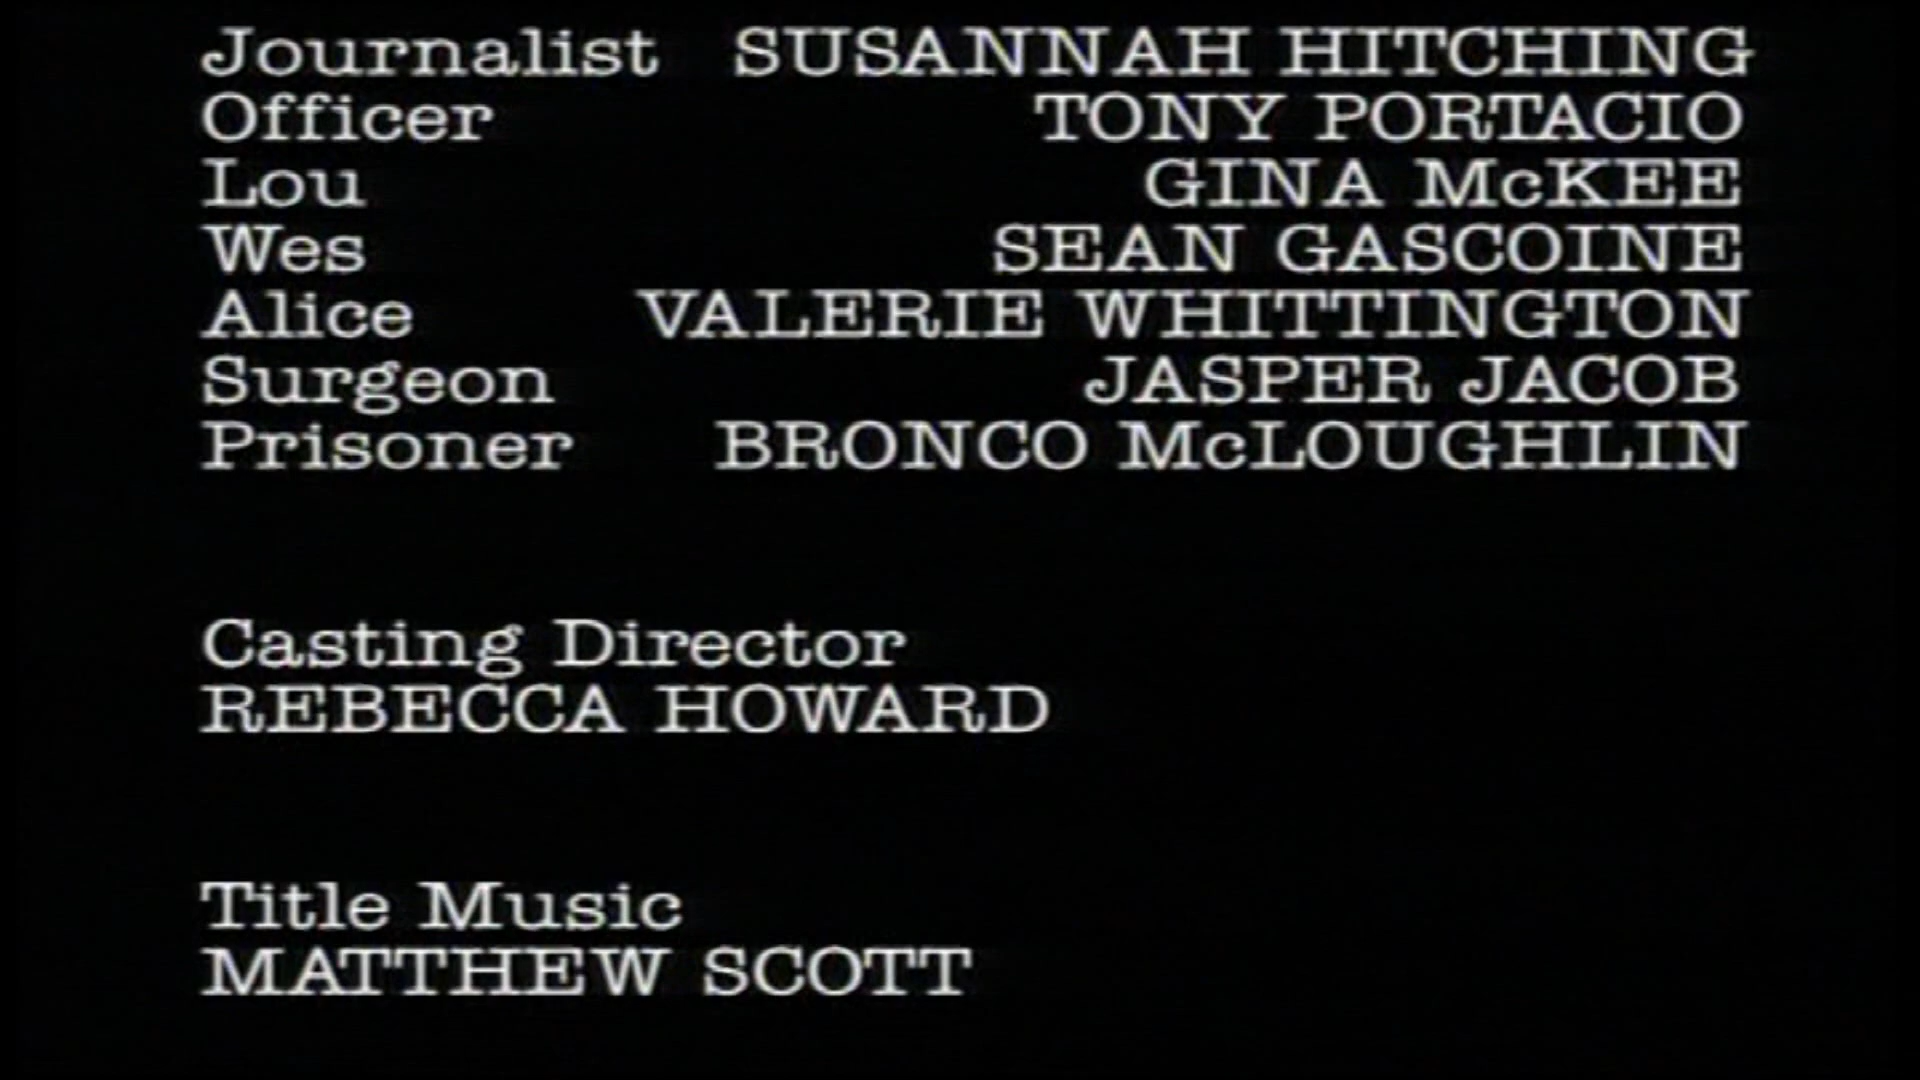 Journalist SUSANNAH HITCHING
Officer TONY PORTACIO
Lou GINA McKEE
Wes SEAN GASCOINE
Alice VALERIE WHITTINGTON
Surgeon JASPER JACOB
Prisoner BRONCO McLOUGHLIN
Casting Director
REBECCA HOWARD
Title Music
MATTHEW SCOTT